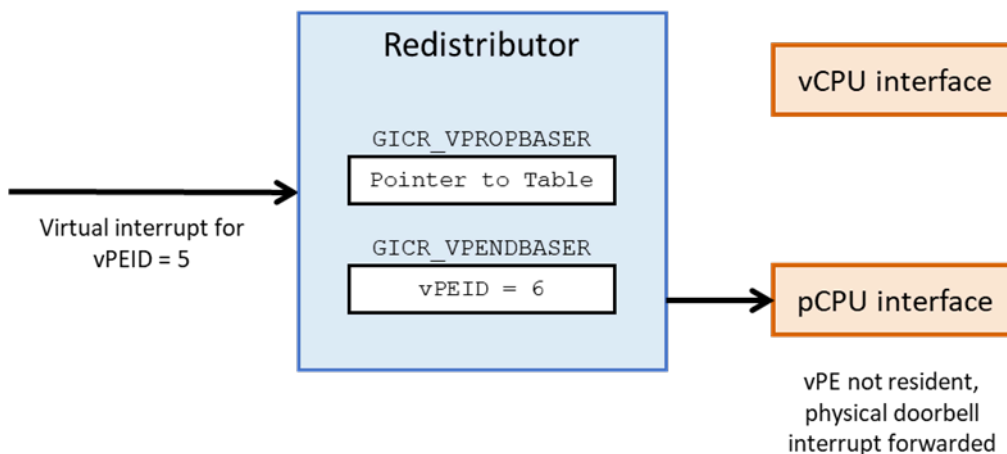 Redistributor
vCPU interface
GICR_VPROPBASER
Pointer to Table
Virtual interrupt for
vPEID = 5
GICR_VPENDBASER
vPEID = 6
pCPU interface
vPE not resident,
physical doorbell
interrupt forwarded